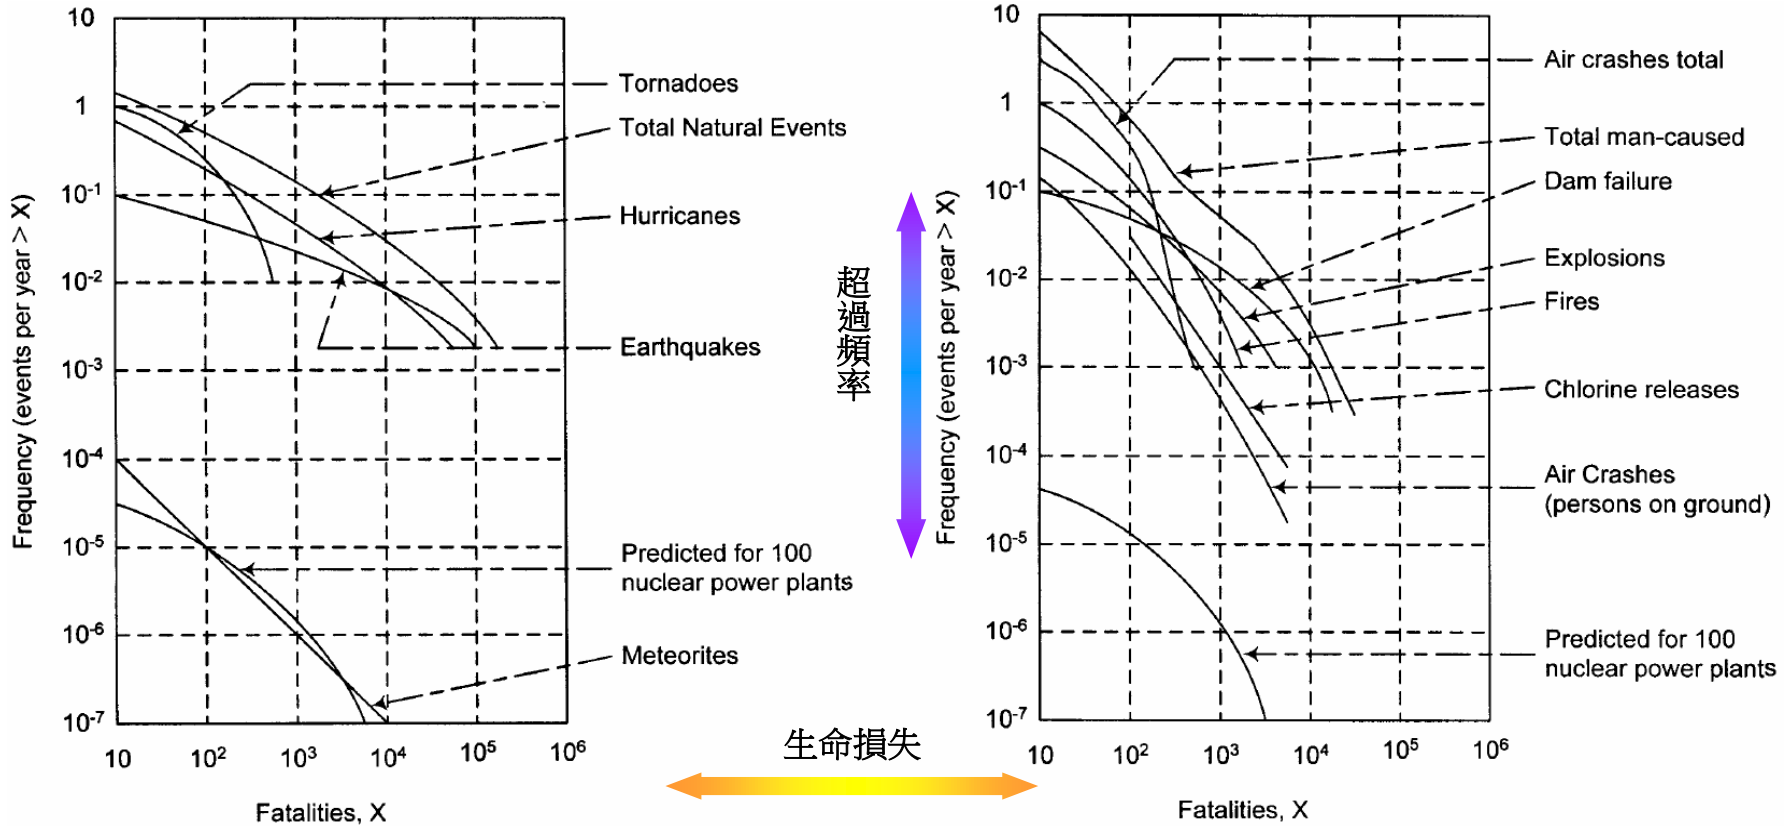 10
1
10-1
10-2
10-3
10-4
10-5
10-6
10-7
Frequency (events per year > X)
10
102
103
104
105
106
Fatalities, X
Tornadoes
Total Natural Events
Hurricanes
Earthquakes
Predicted for 100
nuclear power plants
Meteorites
超過頻率
生命損失
10
1
10-1
10-2
10-3
10-4
10-5
10-6
10-7
Frequency (events per year > X)
10
102
103
104
105
106
Fatalities, X
Air crashes total
Total man-caused
Dam failure
Explosions
Fires
Chlorine releases
Air Crashes
(persons on ground)
Predicted for 100
nuclear power plants